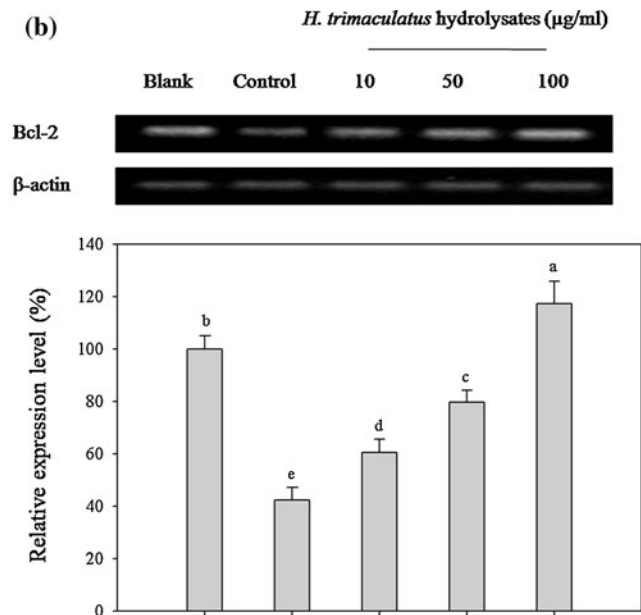 (b)
H. trimaculatus hydrolysates (µg/ml)
Blank Control 10 50 100
Bcl-2
β-actin
Relative expression level (%)
140
120
100
80
60
40
20
0
b
e
d
c
a